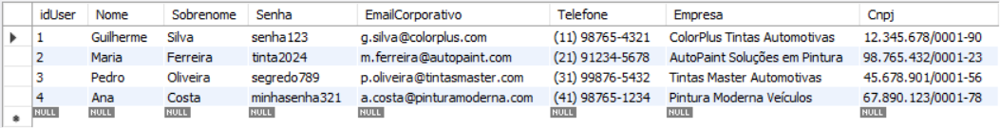 idUser Nome Sobrenome Senha EmailCorporativo Telefone Empresa Cnpj
1 Guilherme Silva senha123 g.silva@colorplus.com (11) 98765-4321 ColorPlus Tintas Automotivas 12.345.678/0001-90
2 Maria Ferreira tinta2024 m.ferreira@autopaint.com (21) 91234-5678 AutoPaint Soluções em Pintura 98.765.432/0001-23
3 Pedro Oliveira segredo789 p.oliveira@tintasmaster.com (31) 99876-5432 Tintas Master Automotivas 45.678.901/0001-56
4 Ana Costa minhasenha321 a.costa@pinturamoderna.com (41) 98765-1234 Pintura Moderna Veículos 67.890.123/0001-78
NULL NULL NULL NULL NULL NULL NULL NULL